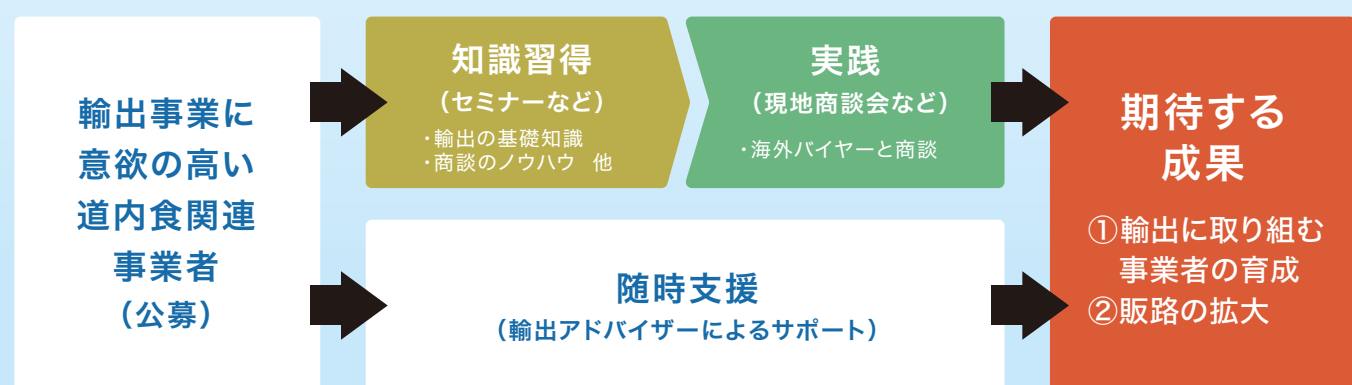 輸出事業に
意欲の高い
道内食関連
事業者
（公募）
知識習得
（セミナーなど）
・輸出の基礎知識
・商談のノウハウ 他
実践
（現地商談会など）
・海外バイヤーと商談
随時支援
（輸出アドバイザーによるサポート）
期待する
成果
①輸出に取り組む
事業者の育成
②販路の拡大